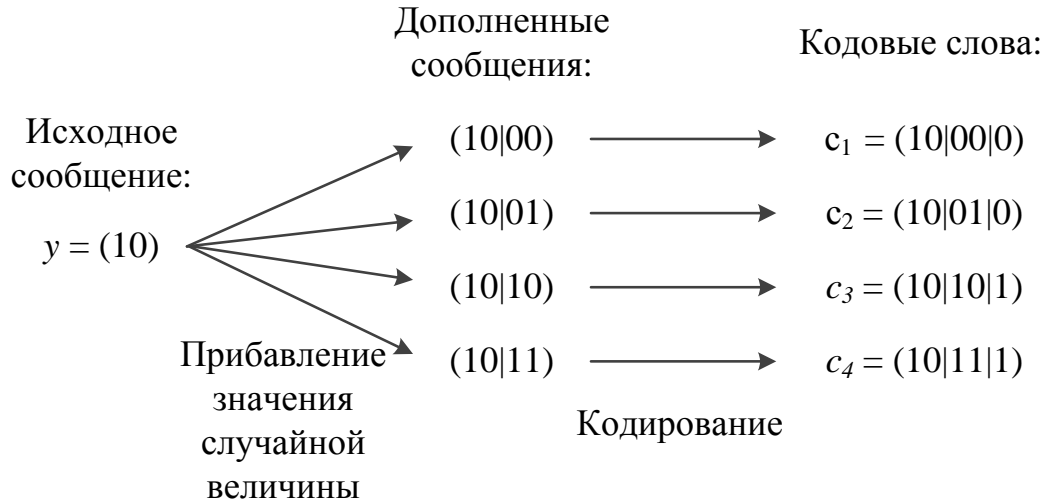 Дополненные
сообщения:
Кодовые слова:
Исходное
сообщение:
y = (10)
(10|00)
c₁ = (10|00|0)
(10|01)
c₂ = (10|01|0)
(10|10)
c₃ = (10|10|1)
(10|11)
c₄ = (10|11|1)
Прибавление
значения
случайной
величины
Кодирование